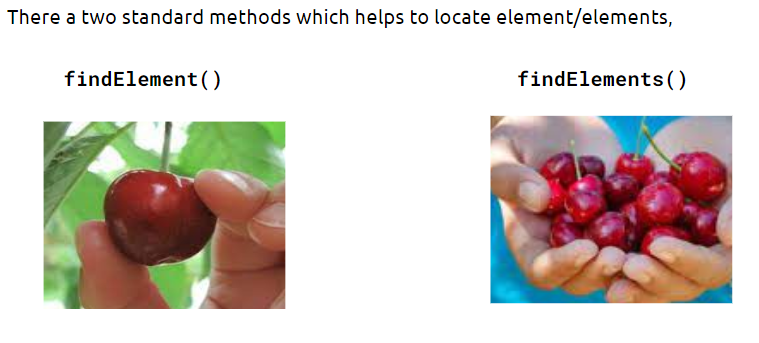 There a two standard methods which helps to locate element/elements,
findElement()
findElements()